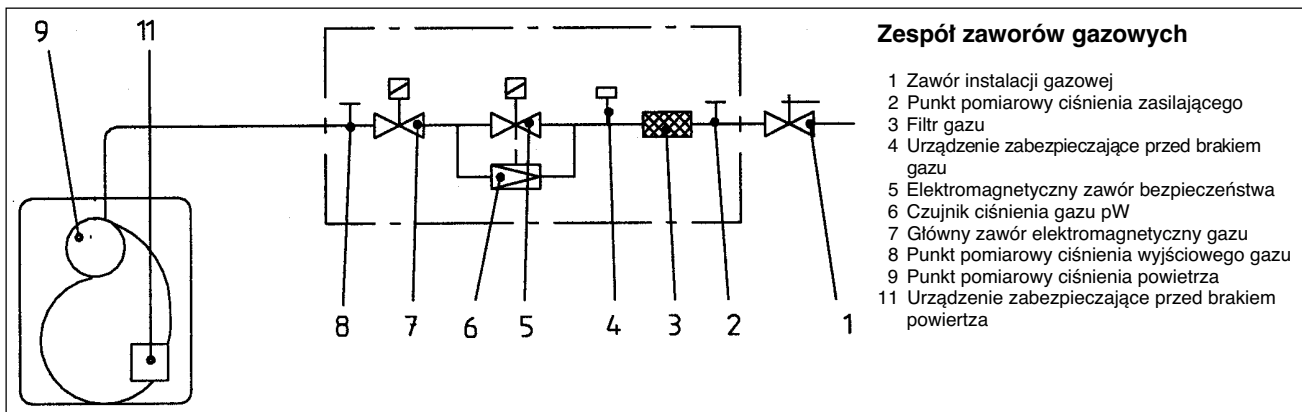 9 11
Zespół zaworów gazowych
1 Zawór instalacji gazowej
2 Punkt pomiarowy ciśnienia zasilającego
3 Filtr gazu
4 Urządzenie zabezpieczające przed brakiem
gazu
5 Elektromagnetyczny zawór bezpieczeństwa
6 Czujnik ciśnienia gazu pW
7 Główny zawór elektromagnetyczny gazu
8 Punkt pomiarowy ciśnienia wyjściowego gazu
9 Punkt pomiarowy ciśnienia powietrza
11 Urządzenie zabezpieczające przed brakiem
powiertza
8 7 6 5 4 3 2 1